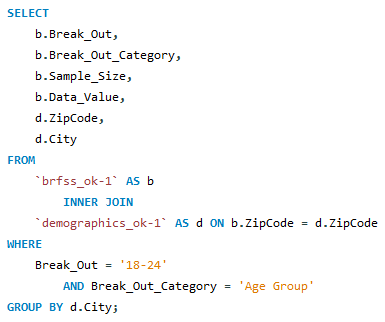 SELECT
b.Break_Out,
b.Break_Out_Category,
b.Sample_Size,
b.Data_Value,
d.ZipCode,
d.City
FROM
`brfss_ok-1` AS b
INNER JOIN
`demographics_ok-1` AS d ON b.ZipCode = d.ZipCode
WHERE
Break_Out = '18-24'
AND Break_Out_Category = 'Age Group'
GROUP BY d.City;